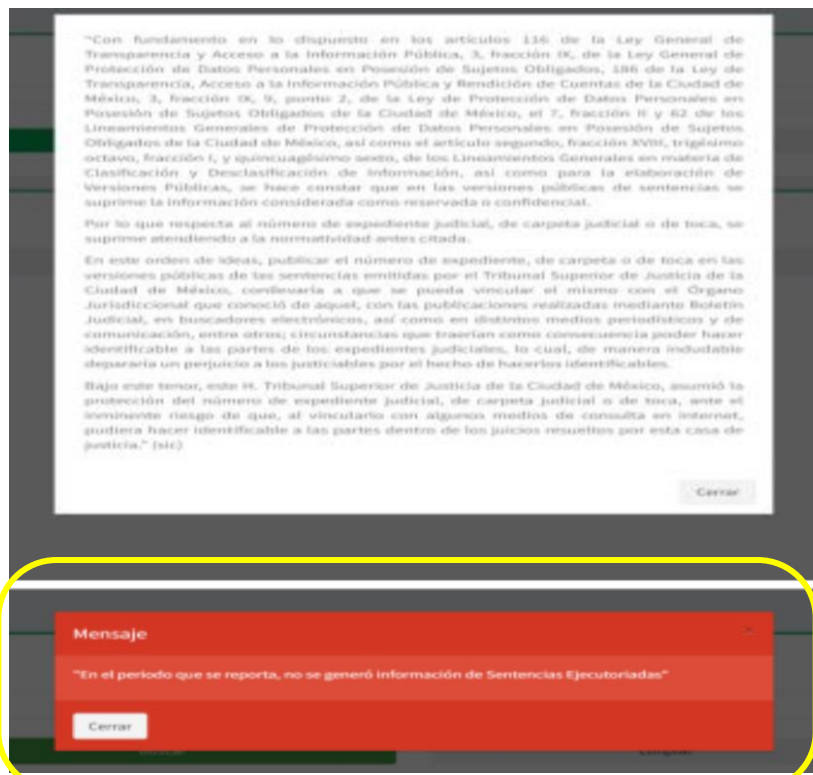 "Con fundamento en lo dispuesto en los artículos 116 de la Ley General de
Transparencia y Acceso a la Información Pública, 3, fracción IX, de la Ley General de
Protección de Datos Personales en Posesión de Sujetos Obligados, 186 de la Ley de
Transparencia, Acceso a la Información Pública y Rendición de Cuentas de la Ciudad de
México, 3, fracción IX, 9, punto 2, de la Ley de Protección de Datos Personales en
Posesión de Sujetos Obligados de la Ciudad de México, el 7, fracción II y 62 de los
Lineamientos Generales de Protección de Datos Personales en Posesión de Sujetos
Obligados de la Ciudad de México, así como el artículo segundo, fracción XVIII, trigésimo
octavo, fracción I, y quincuagésimo sexto, de los Lineamientos Generales en materia de
Clasificación y Desclasificación de Información, así como para la elaboración de
Versiones Públicas, se hace constar que en las versiones públicas de sentencias se
suprime la información considerada como reservada o confidencial.
Por lo que respecta al número de expediente judicial, de carpeta judicial o de toca, se
suprime atendiendo a la normatividad antes citada.
En este orden de ideas, publicar el número de expediente, de carpeta o de toca en las
versiones públicas de las sentencias emitidas por el Tribunal Superior de Justicia de la
Ciudad de México, conllevaría a que se pueda vincular el mismo con el Órgano
Jurisdiccional que conoció de aquel, con las publicaciones realizadas mediante Boletín
Judicial, en buscadores electrónicos, así como en distintos medios periodísticos y de
comunicación, entre otros; circunstancias que traerían como consecuencia poder hacer
identificable a las partes de los expedientes judiciales, lo cual, de manera indudable
depararía un perjuicio a los justiciables por el hecho de hacerlos identificables.
Bajo este tenor, este H. Tribunal Superior de Justicia de la Ciudad de México, asumió la
protección del número de expediente judicial, de carpeta judicial o de toca, ante el
inminente riesgo de que, al vincularlo con algunos medios de consulta en internet,
pudiera hacer identificable a las partes dentro de los juicios resueltos por esta casa de
justicia." (sic)
Cerrar
Mensaje
"En el periodo que se reporta, no se generó información de Sentencias Ejecutoriadas"
Cerrar